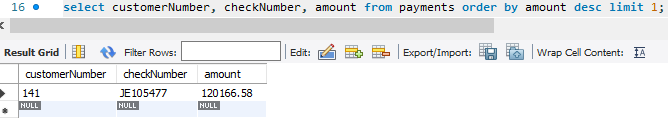 16 select customerNumber, checkNumber, amount from payments order by amount desc limit 1;
Result Grid Filter Rows: Edit: Export/Import: Wrap Cell Content:
customerNumber checkNumber amount
141 JE105477 120166.58
NULL NULL NULL